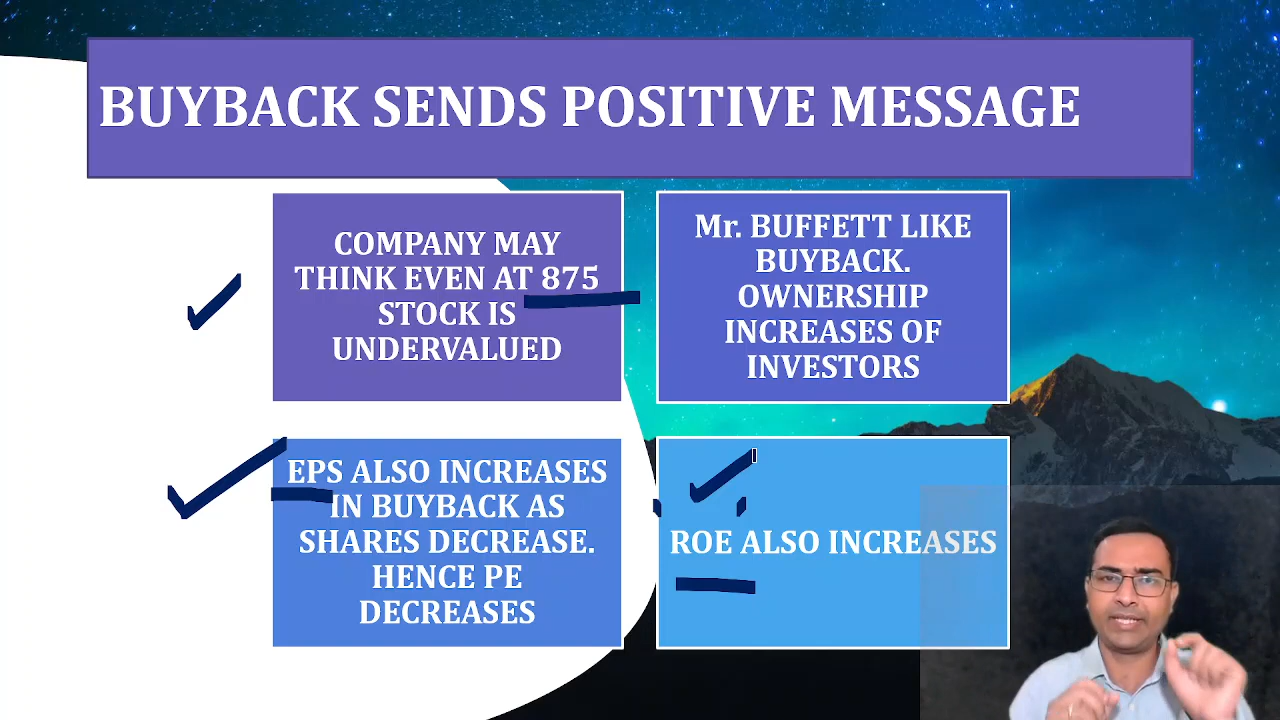 BUYBACK SENDS POSITIVE MESSAGE
COMPANY MAY
THINK EVEN AT 875
STOCK IS
UNDERVALUED
Mr. BUFFETT LIKE
BUYBACK.
OWNERSHIP
INCREASES OF
INVESTORS
EPS ALSO INCREASES
IN BUYBACK AS
SHARES DECREASE.
HENCE PE
DECREASES
ROE ALSO INCREASES